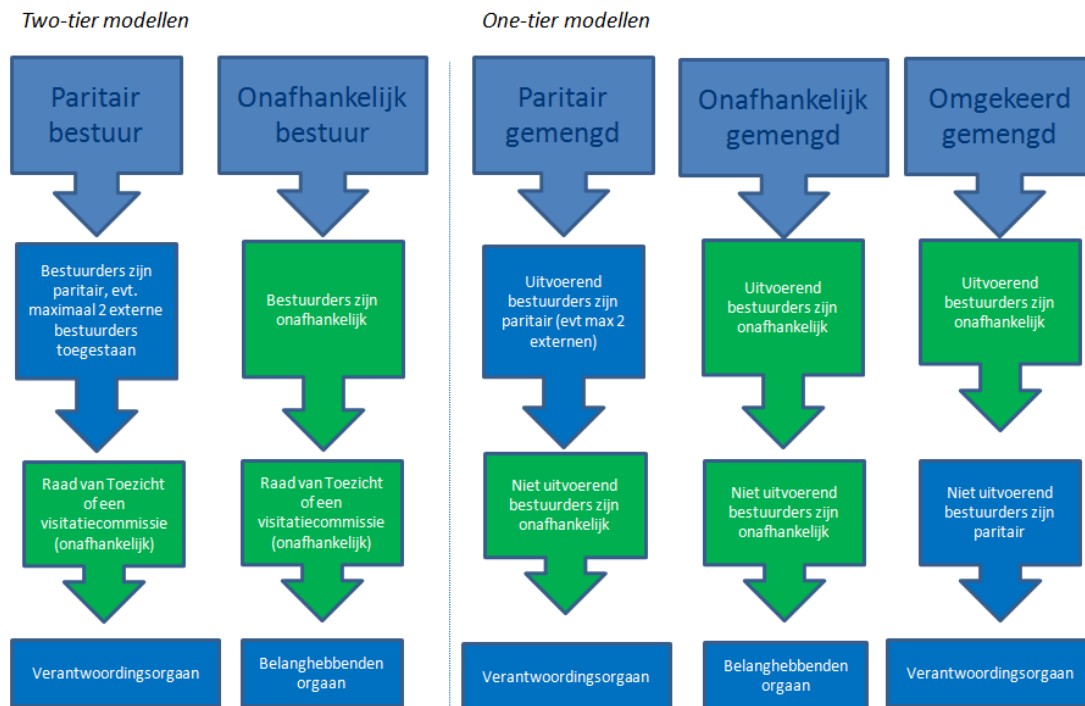 Two-tier modellen
One-tier modellen
Paritair
bestuur
Onafhankelijk
bestuur
Paritair
gemengd
Onafhankelijk
gemengd
Omgekeerd
gemengd
Bestuurders zijn
paritair, evt.
maximaal 2 externe
bestuurders
toegestaan
Bestuurders zijn
onafhankelijk
Uitvoerend
bestuurders zijn
paritair (evt max 2
externen)
Uitvoerend
bestuurders zijn
onafhankelijk
Uitvoerend
bestuurders zijn
onafhankelijk
Raad van Toezicht
of een
visitatiecommissie
(onafhankelijk)
Raad van Toezicht
of een
visitatiecommissie
(onafhankelijk)
Niet uitvoerend
bestuurders zijn
onafhankelijk
Niet uitvoerend
bestuurders zijn
onafhankelijk
Niet uitvoerend
bestuurders zijn
paritair
Verantwoordingsorgaan
Belanghebbenden
orgaan
Verantwoordingsorgaan
Belanghebbenden
orgaan
Verantwoordingsorgaan